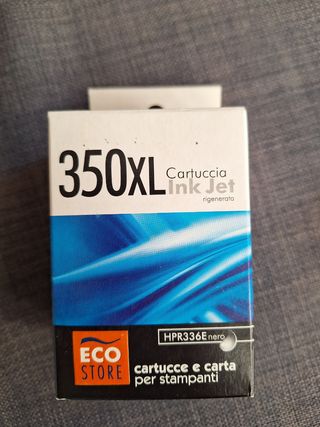 350XL
Cartuccia
Ink Jet
rigenerata
HPR336E nero
ECO
STORE
cartucce e carta
per stampanti